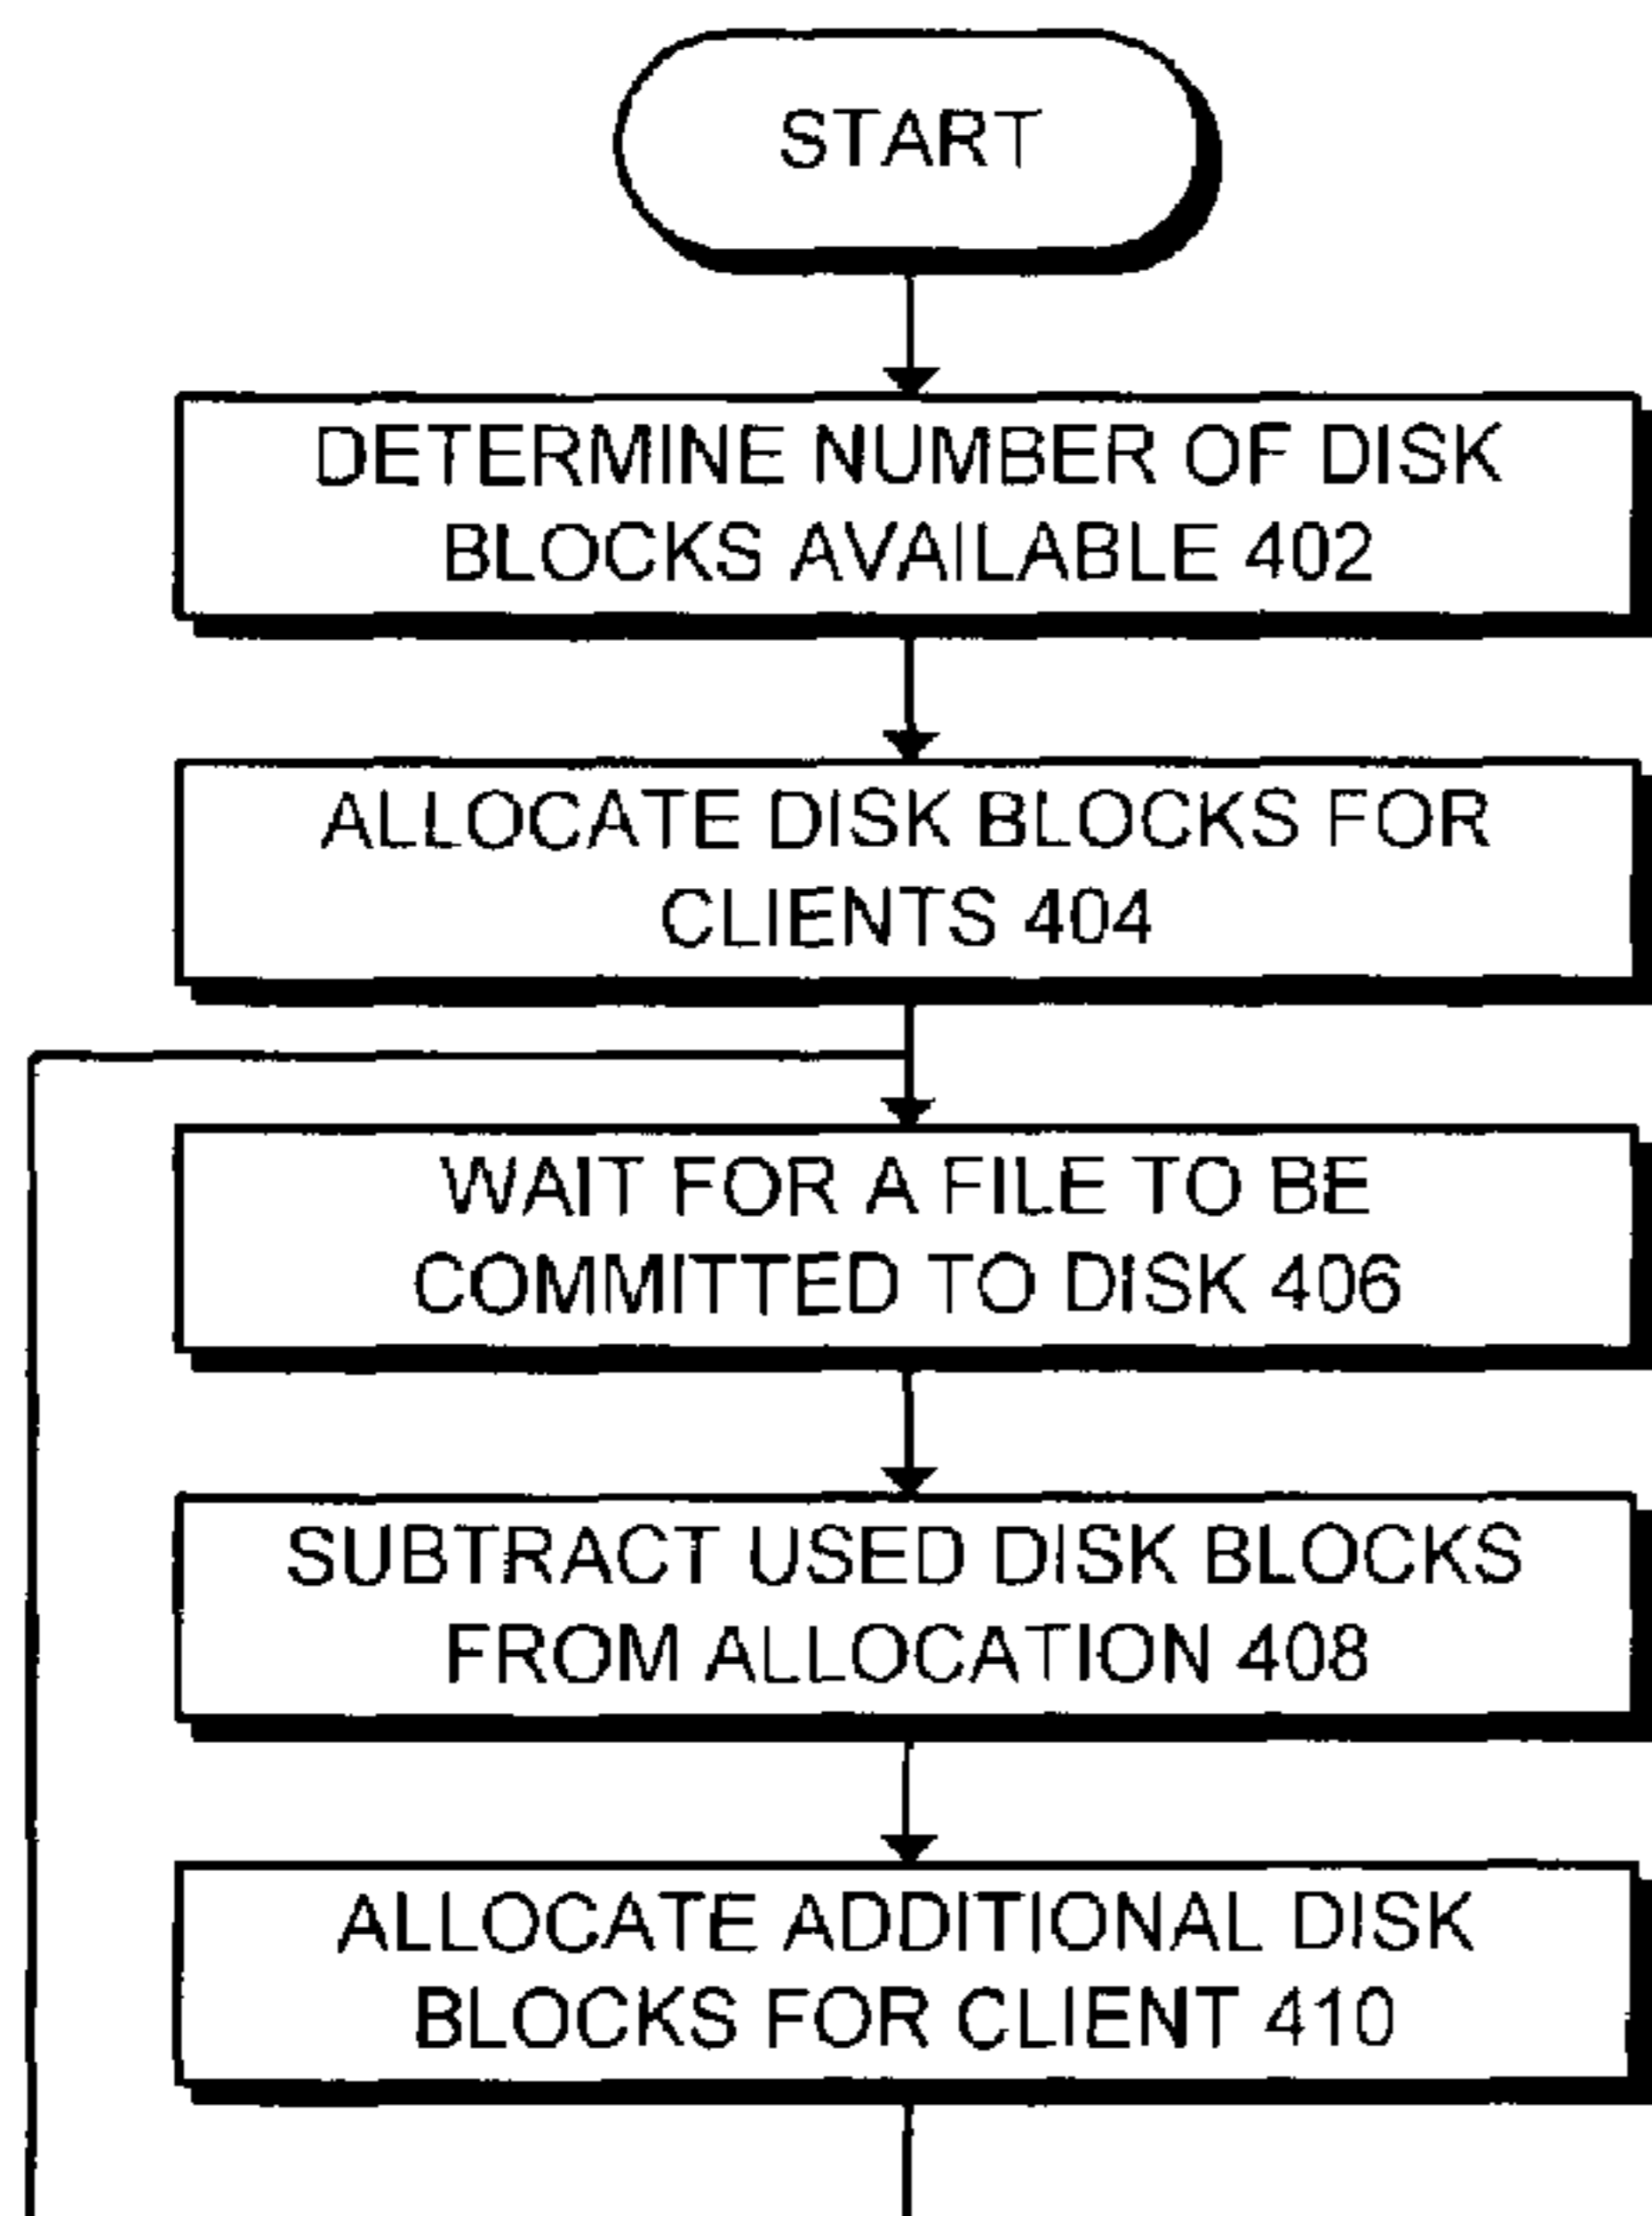 START
DETERMINE NUMBER OF DISK
BLOCKS AVAILABLE 402
ALLOCATE DISK BLOCKS FOR
CLIENTS 404
WAIT FOR A FILE TO BE
COMMITTED TO DISK 406
SUBTRACT USED DISK BLOCKS
FROM ALLOCATION 408
ALLOCATE ADDITIONAL DISK
BLOCKS FOR CLIENT 410